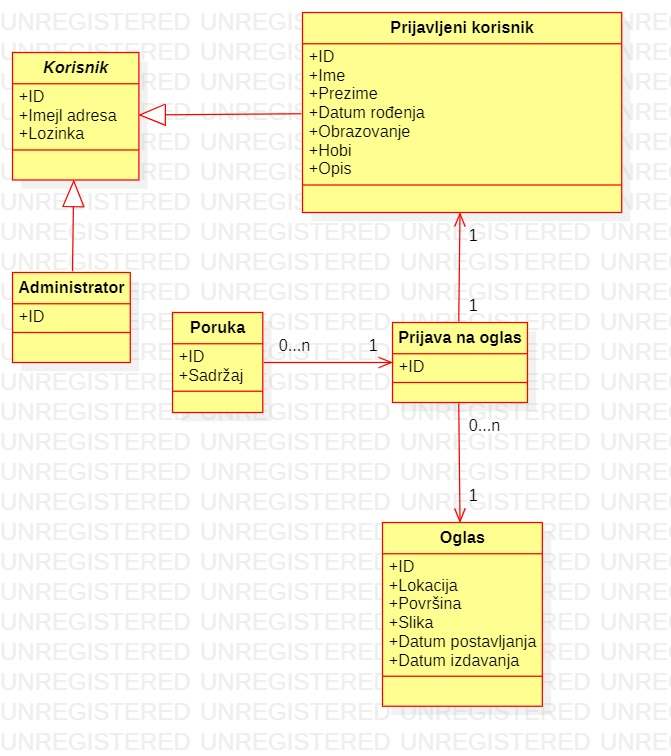 Korisnik
+ID
+Imejl adresa
+Lozinka
Prijavljeni korisnik
+ID
+Ime
+Prezime
+Datum rođenja
+Obrazovanje
+Hobi
+Opis
1
1
Administrator
+ID
Poruka
+ID
+Sadržaj
0...n
1
Prijava na oglas
+ID
0...n
1
Oglas
+ID
+Lokacija
+Površina
+Slika
+Datum postavljanja
+Datum izdavanja
UNREGISTERED